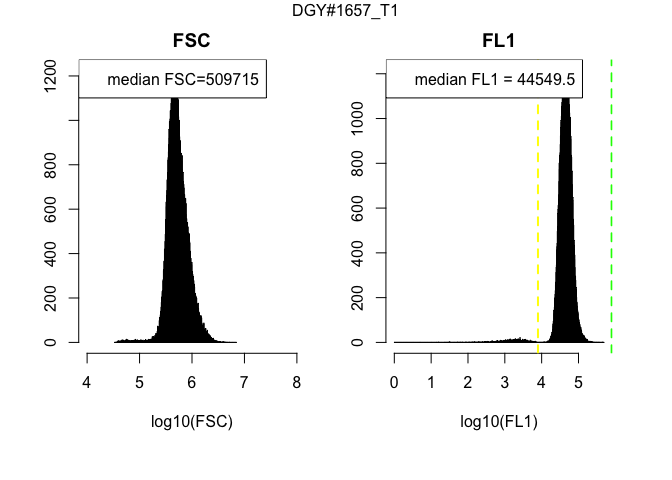 DGY#1657_T1
FSC
median FSC=509715
0 200 400 600 800 1200
4 5 6 7 8
log10(FSC)
FL1
median FL1 = 44549.5
0 200 400 600 800 1000
0 1 2 3 4 5
log10(FL1)